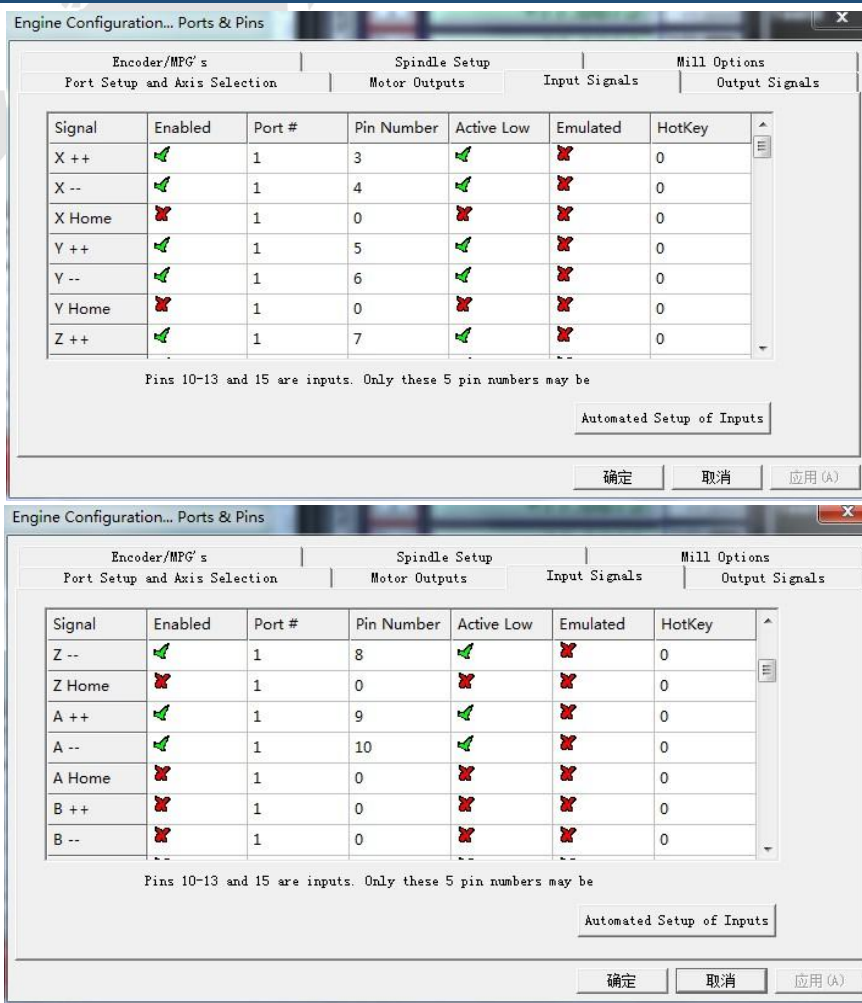 Engine Configuration... Ports & Pins
x
Encoder/MPG's Spindle Setup Mill Options
Port Setup and Axis Selection Motor Outputs Input Signals Output Signals
Signal Enabled Port # Pin Number Active Low Emulated HotKey
X ++ 1 3 0
X -- 1 4 0
X Home 1 0 0
Y ++ 1 5 0
Y -- 1 6 0
Y Home 1 0 0
Z ++ 1 7 0
Pins 10-13 and 15 are inputs. Only these 5 pin numbers may be
Automated Setup of Inputs
确定 取消 应用(A)
Engine Configuration... Ports & Pins
x
Encoder/MPG's Spindle Setup Mill Options
Port Setup and Axis Selection Motor Outputs Input Signals Output Signals
Signal Enabled Port # Pin Number Active Low Emulated HotKey
Z -- 1 8 0
Z Home 1 0 0
A ++ 1 9 0
A -- 1 10 0
A Home 1 0 0
B ++ 1 0 0
B -- 1 0 0
Pins 10-13 and 15 are inputs. Only these 5 pin numbers may be
Automated Setup of Inputs
确定 取消 应用(A)